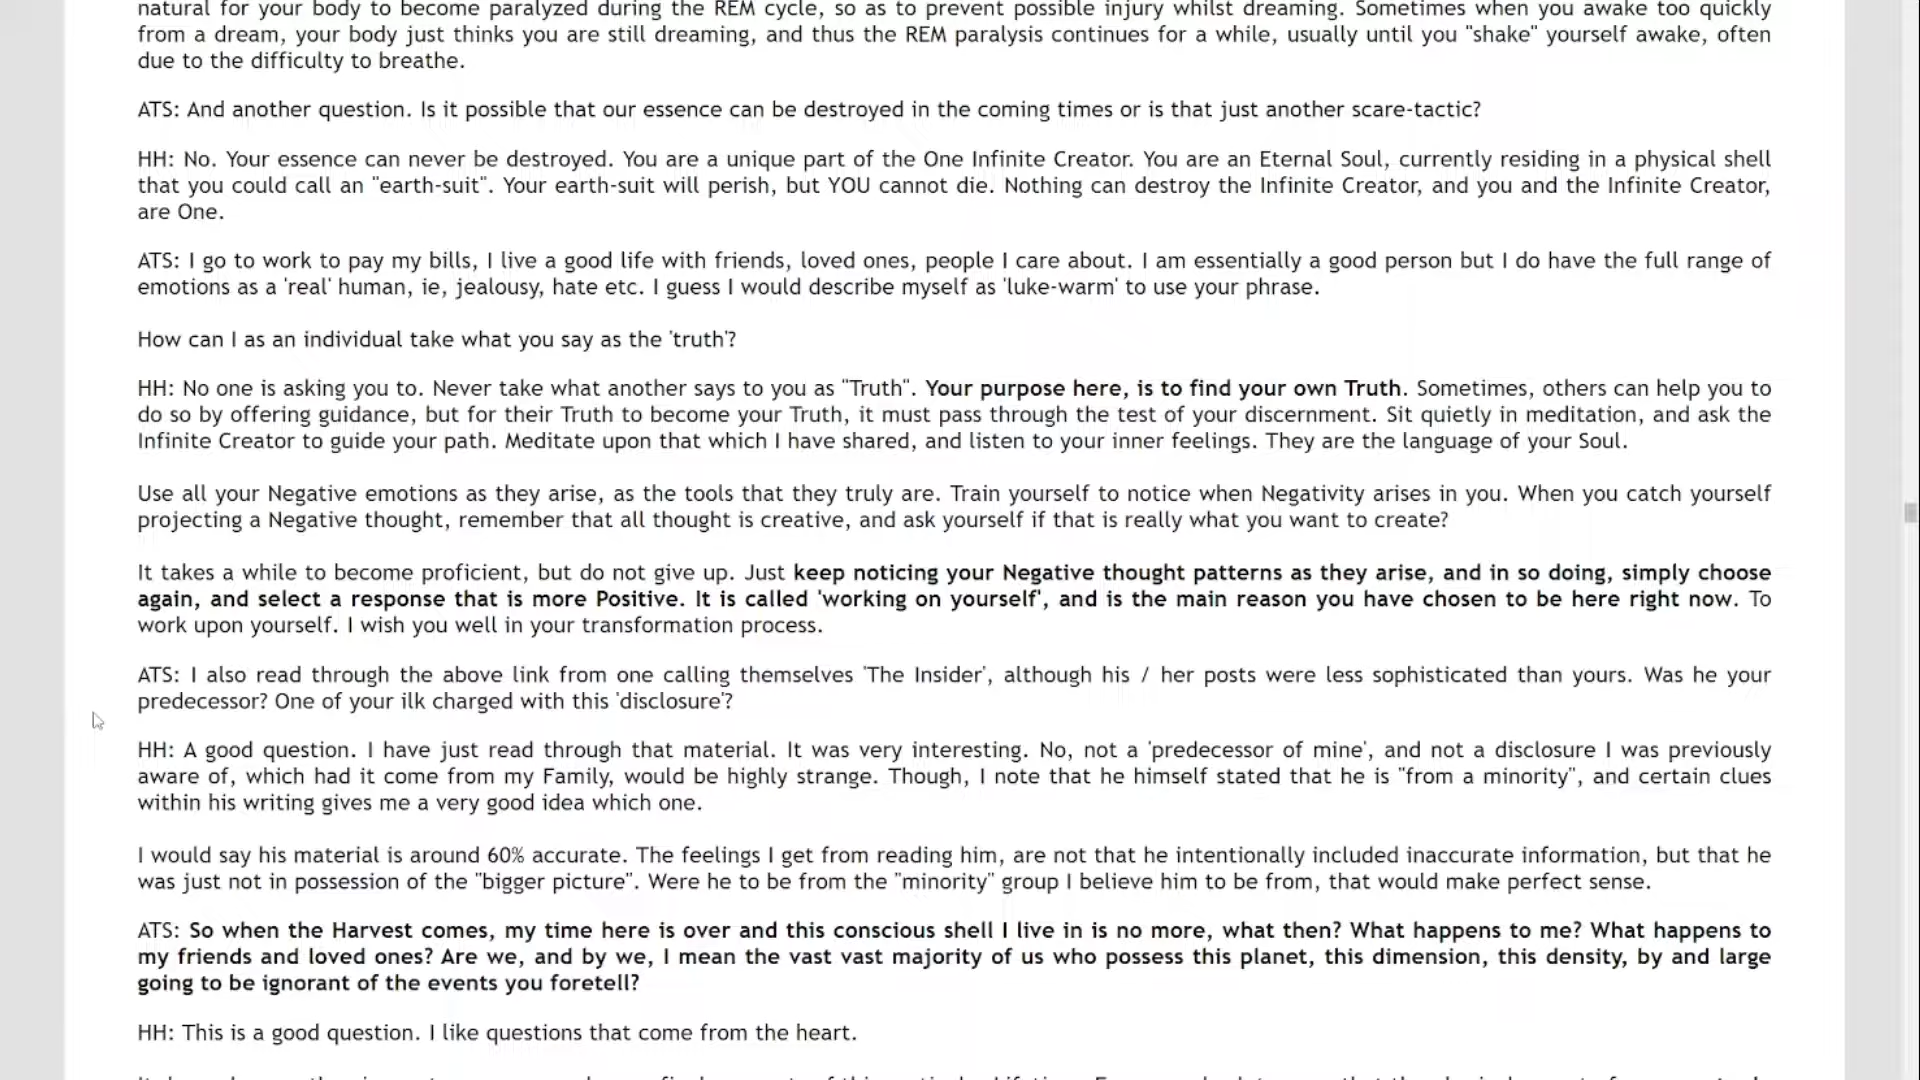 natural for your body to become paralyzed during the REM cycle, so as to prevent possible injury whilst dreaming. Sometimes when you awake too quickly
from a dream, your body just thinks you are still dreaming, and thus the REM paralysis continues for a while, usually until you "shake" yourself awake, often
due to the difficulty to breathe.
ATS: And another question. Is it possible that our essence can be destroyed in the coming times or is that just another scare-tactic?
HH: No. Your essence can never be destroyed. You are a unique part of the One Infinite Creator. You are an Eternal Soul, currently residing in a physical shell
that you could call an "earth-suit". Your earth-suit will perish, but YOU cannot die. Nothing can destroy the Infinite Creator, and you and the Infinite Creator,
are One.
ATS: I go to work to pay my bills, I live a good life with friends, loved ones, people I care about. I am essentially a good person but I do have the full range of
emotions as a 'real' human, ie, jealousy, hate etc. I guess I would describe myself as 'luke-warm' to use your phrase.
How can I as an individual take what you say as the 'truth'?
HH: No one is asking you to. Never take what another says to you as "Truth". Your purpose here, is to find your own Truth. Sometimes, others can help you to
do so by offering guidance, but for their Truth to become your Truth, it must pass through the test of your discernment. Sit quietly in meditation, and ask the
Infinite Creator to guide your path. Meditate upon that which I have shared, and listen to your inner feelings. They are the language of your Soul.
Use all your Negative emotions as they arise, as the tools that they truly are. Train yourself to notice when Negativity arises in you. When you catch yourself
projecting a Negative thought, remember that all thought is creative, and ask yourself if that is really what you want to create?
It takes a while to become proficient, but do not give up. Just keep noticing your Negative thought patterns as they arise, and in so doing, simply choose
again, and select a response that is more Positive. It is called 'working on yourself', and is the main reason you have chosen to be here right now. To
work upon yourself. I wish you well in your transformation process.
ATS: I also read through the above link from one calling themselves 'The Insider', although his / her posts were less sophisticated than yours. Was he your
predecessor? One of your ilk charged with this 'disclosure'?
HH: A good question. I have just read through that material. It was very interesting. No, not a 'predecessor of mine', and not a disclosure I was previously
aware of, which had it come from my Family, would be highly strange. Though, I note that he himself stated that he is "from a minority", and certain clues
within his writing gives me a very good idea which one.
I would say his material is around 60% accurate. The feelings I get from reading him, are not that he intentionally included inaccurate information, but that he
was just not in possession of the "bigger picture". Were he to be from the "minority" group I believe him to be from, that would make perfect sense.
ATS: So when the Harvest comes, my time here is over and this conscious shell I live in is no more, what then? What happens to me? What happens to
my friends and loved ones? Are we, and by we, I mean the vast vast majority of us who possess this planet, this dimension, this density, by and large
going to be ignorant of the events you foretell?
HH: This is a good question. I like questions that come from the heart.